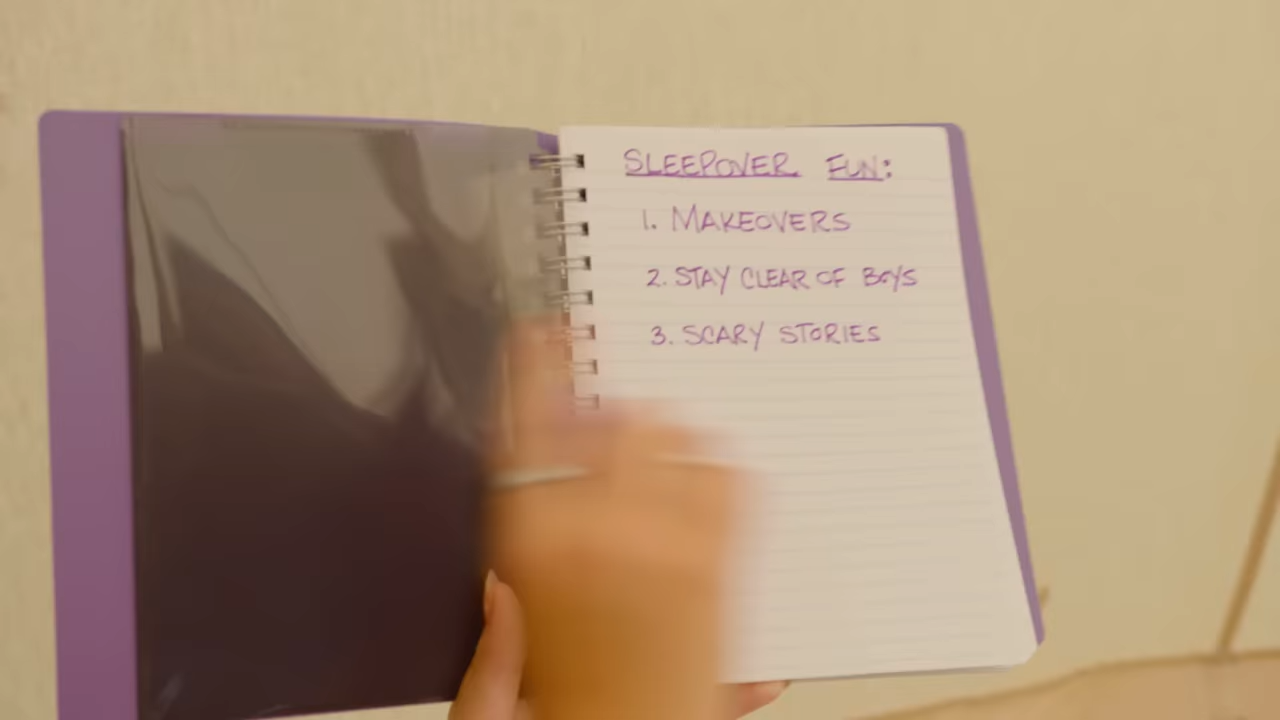 SLEEPOVER FUN:
1. MAKEOVERS
2. STAY CLEAR OF BOYS
3. SCARY STORIES